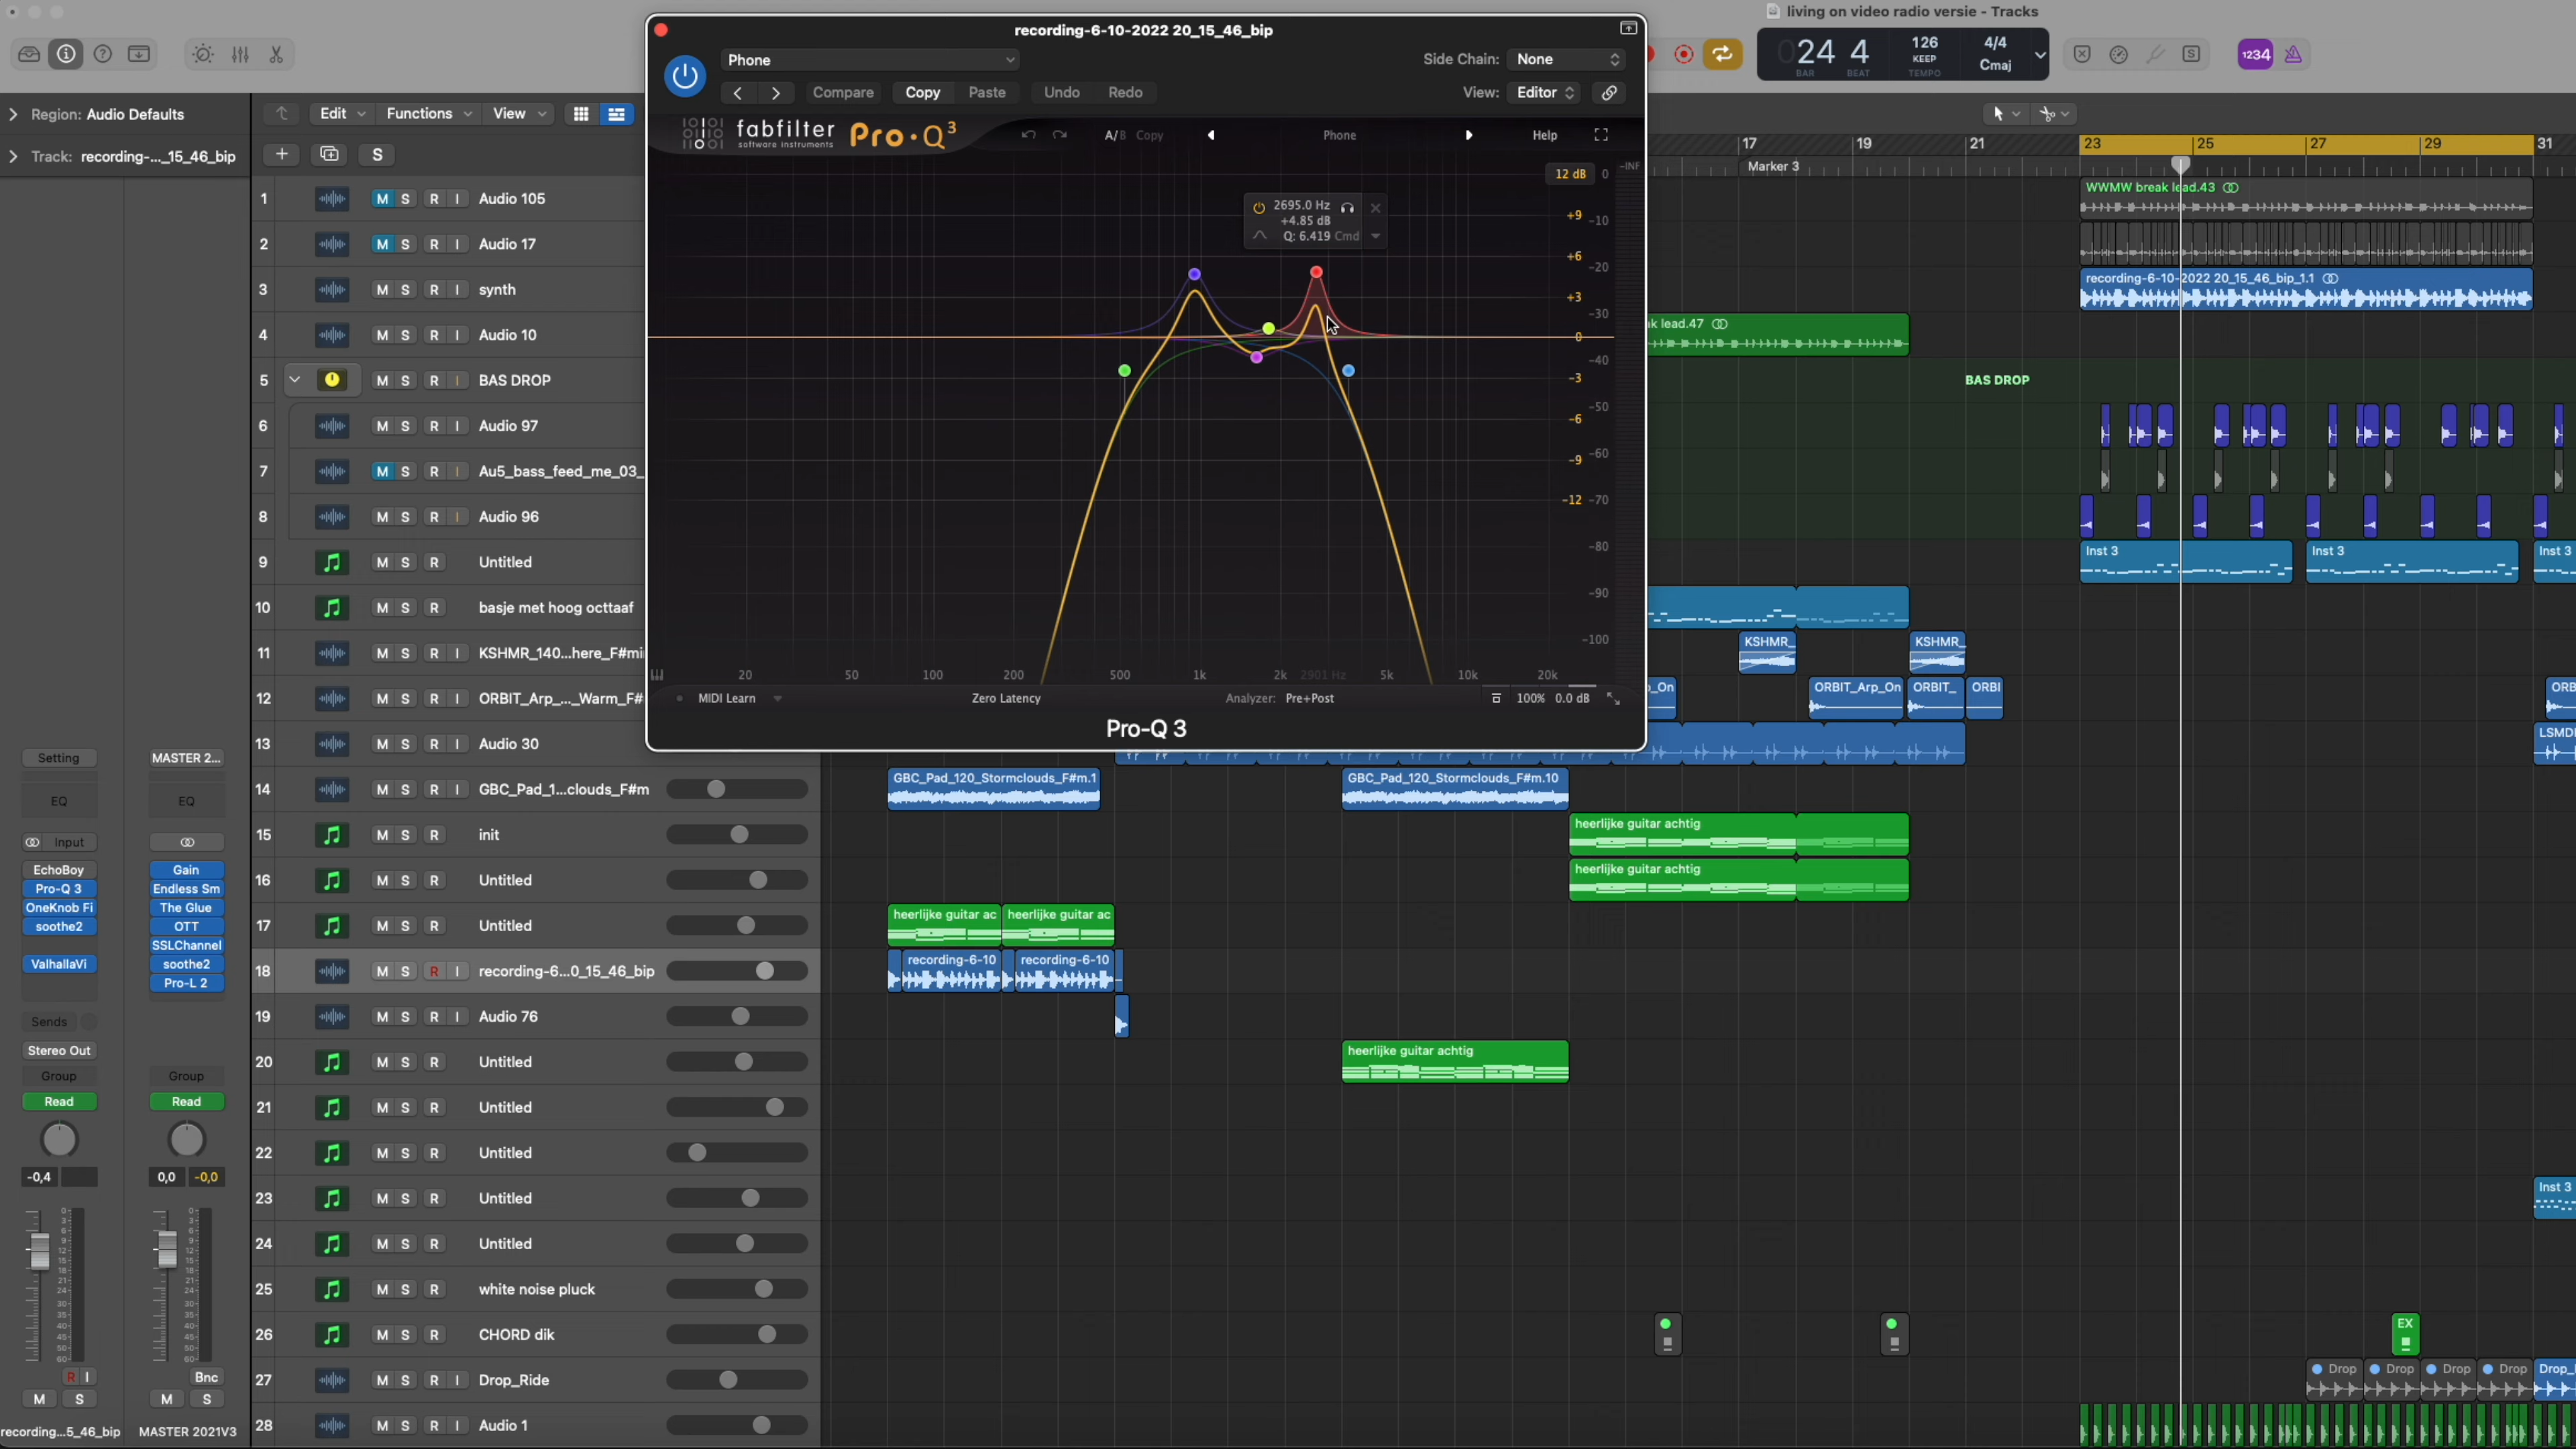 living on video radio versie - Tracks
24 4
BAR BEAT
126
KEEP
TEMPO
4/4
Cmaj
1234
recording-6-10-2022 20_15_46_bip
Phone
Side Chain: None
Compare Copy Paste Undo Redo
View: Editor
fabfilter
software instruments
Pro·Q3
A/B Copy
Phone
Help
12 dB 0 -INF
2695.0 Hz
+4.85 dB
Q: 6.419 Cmd
+9 -10
+6 -20
+3 -30
0 -40
-3 -50
-6
-9 -60
-12 -70
-80
-90
-100
20 50 100 200 500 1k 2k 2901 Hz 5k 10k 20k
MIDI Learn
Zero Latency
Analyzer: Pre+Post
100% 0.0 dB
Pro-Q 3
Region: Audio Defaults
Track: recording-..._15_46_bip
Edit Functions View
S
1 M S R I Audio 105
2 M S R I Audio 17
3 M S R I synth
4 M S R I Audio 10
5 M S R I BAS DROP
6 M S R I Audio 97
7 M S R I Au5_bass_feed_me_03_
8 M S R I Audio 96
9 M S R Untitled
10 M S R basje met hoog octtaaf
11 M S R I KSHMR_140...here_F#mi
12 M S R I ORBIT_Arp_..._Warm_F#
13 M S R I Audio 30
14 M S R I GBC_Pad_1...clouds_F#m
15 M S R init
16 M S R Untitled
17 M S R Untitled
18 M S R I recording-6...0_15_46_bip
19 M S R I Audio 76
20 M S R Untitled
21 M S R Untitled
22 M S R Untitled
23 M S R Untitled
24 M S R Untitled
25 M S R white noise pluck
26 M S R CHORD dik
27 M S R I Drop_Ride
28 M S R I Audio 1
17 19 21 23 25 27 29 31
Marker 3
WWMW break lead.43
recording-6-10-2022 20_15_46_bip_1.1
k lead.47
BAS DROP
Inst 3
Inst 3
Inst 3
KSHMR_
KSHMR_
_On
ORBIT_Arp_On
ORBIT_
ORBI
ORB
LSMD
GBC_Pad_120_Stormclouds_F#m.1
GBC_Pad_120_Stormclouds_F#m.10
heerlijke guitar achtig
heerlijke guitar achtig
heerlijke guitar ac
heerlijke guitar ac
recording-6-10
recording-6-10
heerlijke guitar achtig
Inst 3
EX
Drop
Drop
Drop
Drop
Drop_
Setting
EQ
Input
EchoBoy
Pro-Q 3
OneKnob Fi
soothe2
ValhallaVi
Sends
Stereo Out
Group
Read
-0,4
R I
M S
recording...5_46_bip
MASTER 2...
EQ
Gain
Endless Sm
The Glue
OTT
SSLChannel
soothe2
Pro-L 2
Group
Read
0,0 -0,0
Bnc
M S
MASTER 2021V3